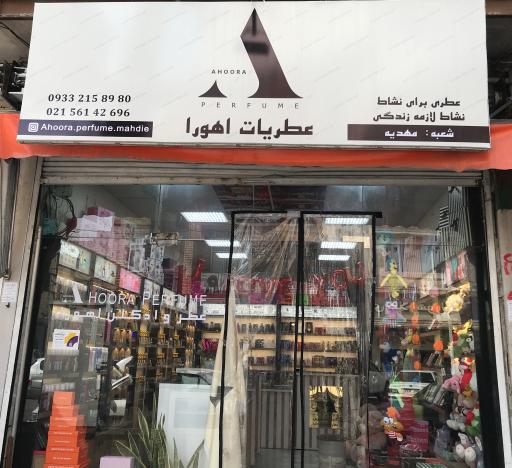 AHOORA
PERFUME
عطریات اهورا
0933 215 89 80
021 561 42 696
Ahoora.perfume.mahdie
عطری برای نشاط
نشاط لازمه زندگی
شعبه : مهدیه
AHOORA PERFUME